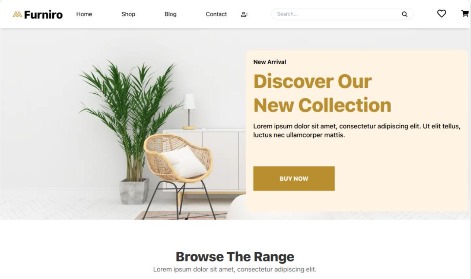 Furniro
Home
Shop
Blog
Contact
Search...
New Arrival
Discover Our
New Collection
Lorem ipsum dolor sit amet, consectetur adipiscing elit. Ut elit tellus,
luctus nec ullamcorper mattis.
BUY NOW
Browse The Range
Lorem ipsum dolor sit amet, consectetur adipiscing elit.